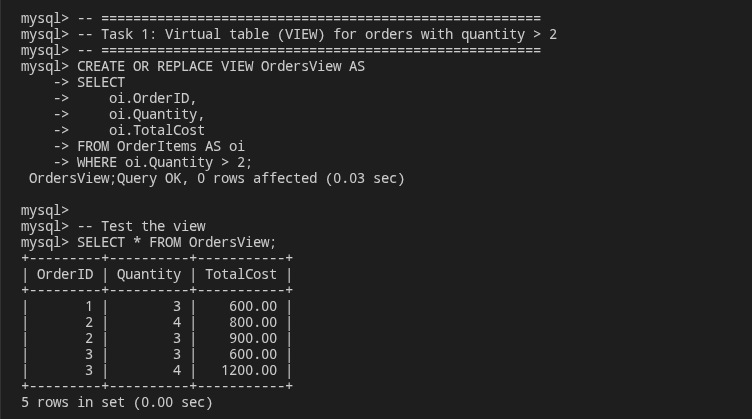 mysql> -- =======================================================
mysql> -- Task 1: Virtual table (VIEW) for orders with quantity > 2
mysql> -- =======================================================
mysql> CREATE OR REPLACE VIEW OrdersView AS
    -> SELECT
    ->     oi.OrderID,
    ->     oi.Quantity,
    ->     oi.TotalCost
    -> FROM OrderItems AS oi
    -> WHERE oi.Quantity > 2;
 OrdersView;Query OK, 0 rows affected (0.03 sec)

mysql>
mysql> -- Test the view
mysql> SELECT * FROM OrdersView;
+---------+----------+-----------+
| OrderID | Quantity | TotalCost |
+---------+----------+-----------+
|       1 |        3 |    600.00 |
|       2 |        4 |    800.00 |
|       2 |        3 |    900.00 |
|       3 |        3 |    600.00 |
|       3 |        4 |   1200.00 |
+---------+----------+-----------+
5 rows in set (0.00 sec)